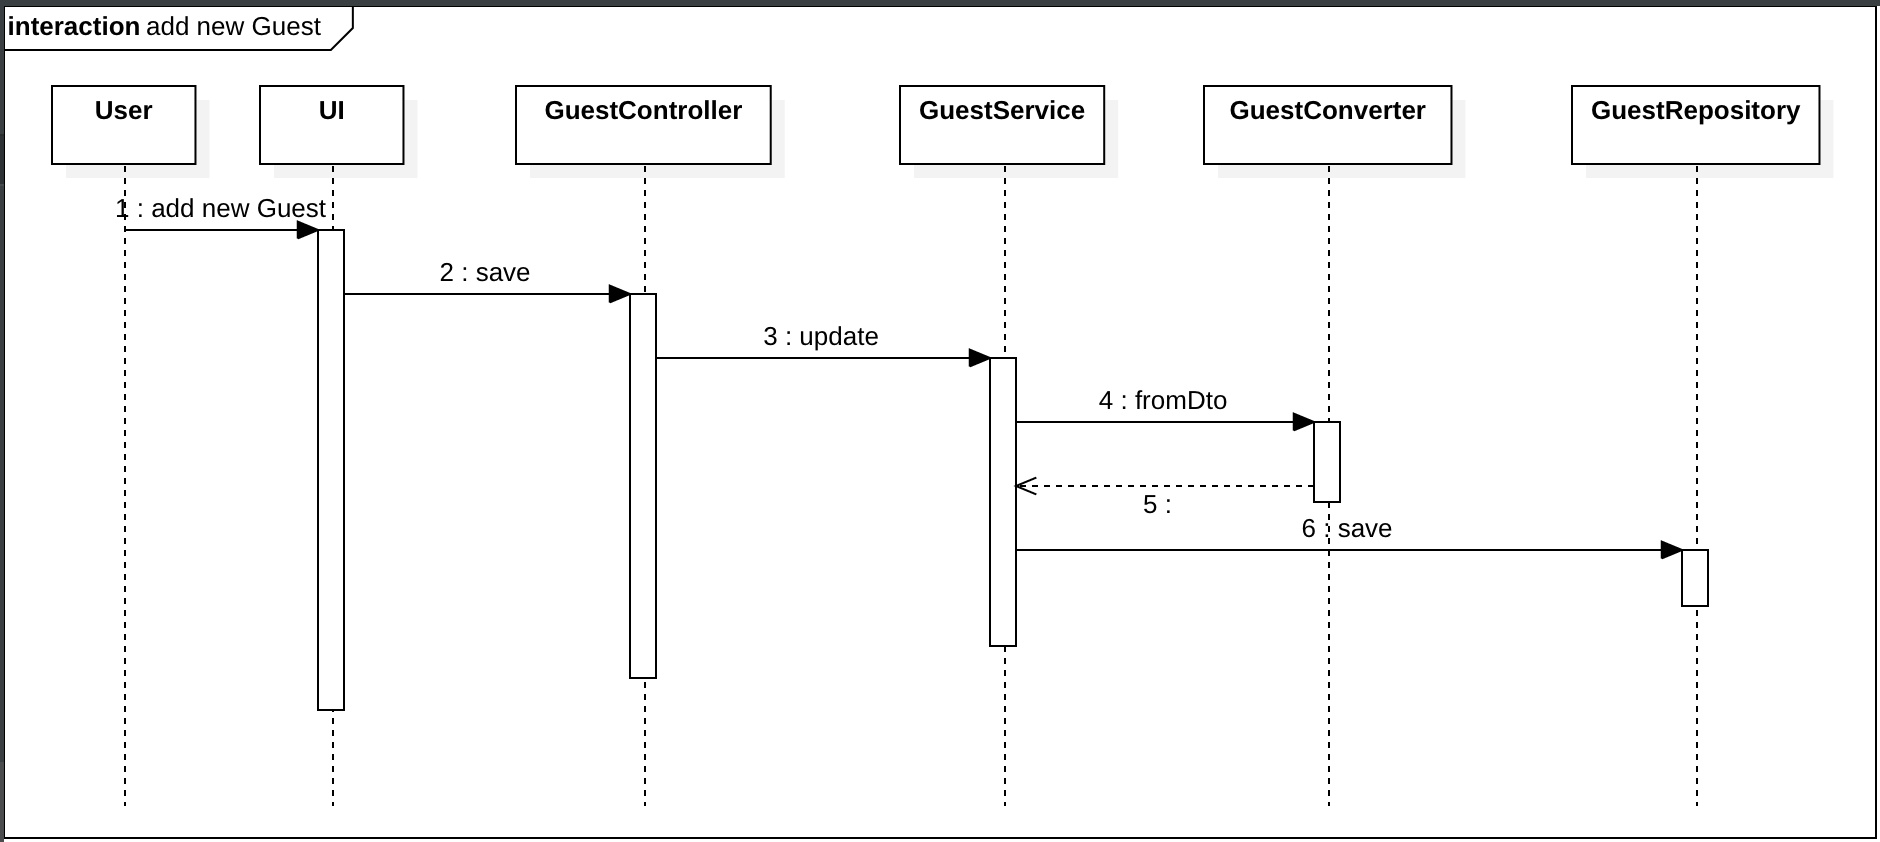 interaction add new Guest
User
UI
GuestController
GuestService
GuestConverter
GuestRepository
1 : add new Guest
2 : save
3 : update
4 : fromDto
5 :
6 : save